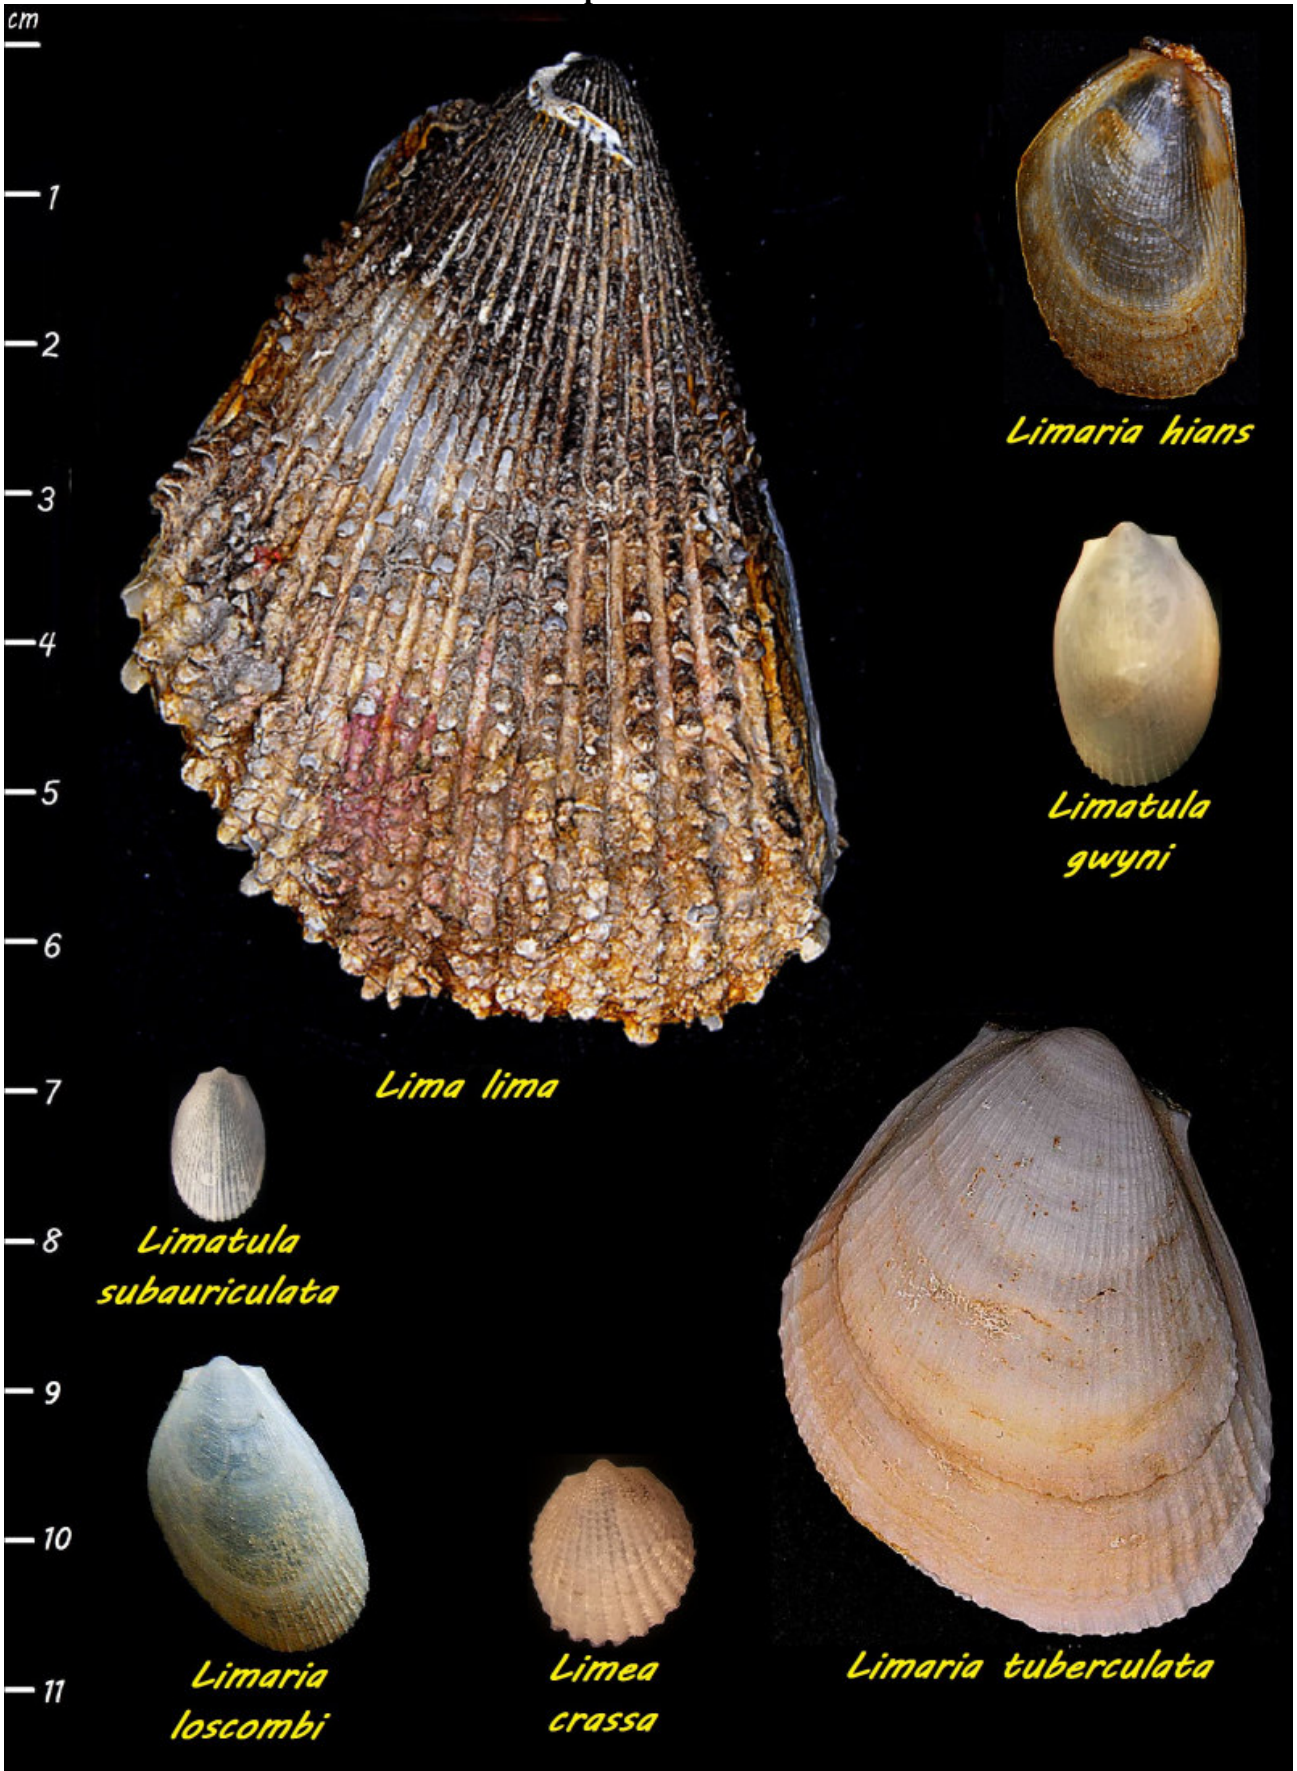 cm
1
2
Limaria hians
3
4
5
Limatula
gwyni
6
7
Lima lima
8
Limatula
subauriculata
9
10
Limaria
loscombi
Limea
crassa
Limaria tuberculata
11